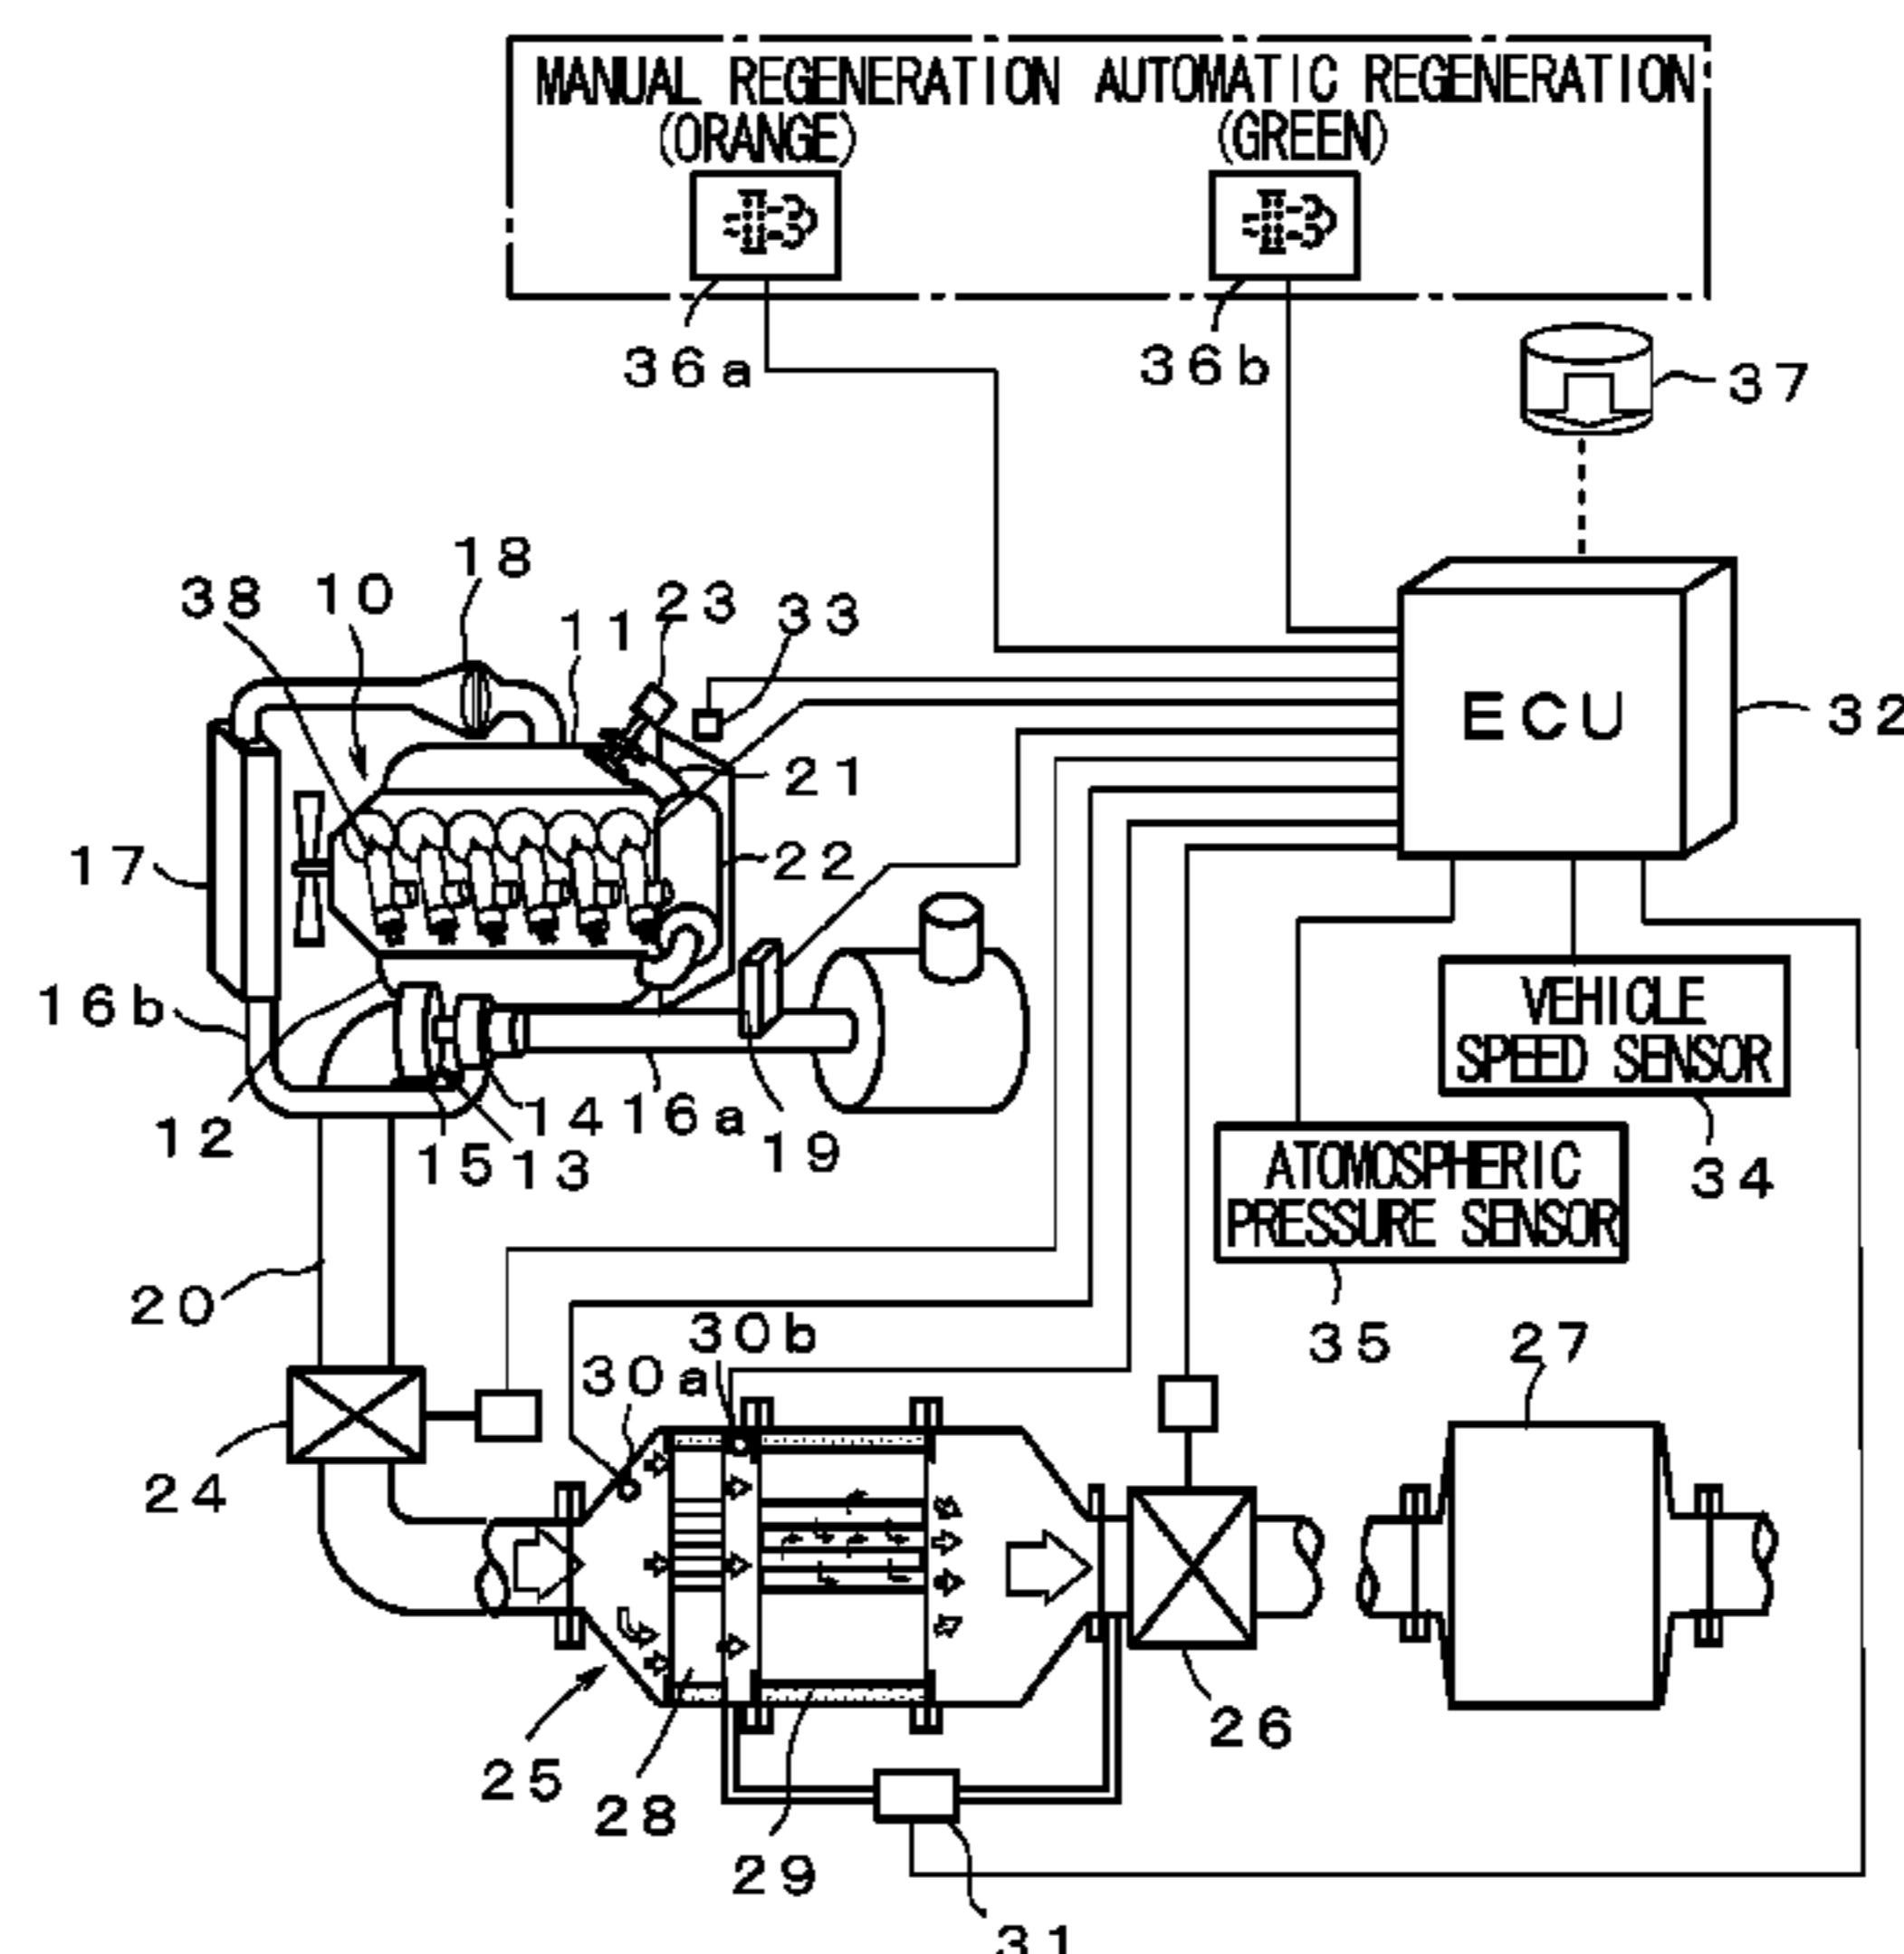 MANUAL REGENERATION AUTOMATIC REGENERATION
(ORANGE) (GREEN)
36a 36b
37
18
38 10 23 33
11
ECU 32
21
17 22
16b
VEHICLE
SPEED SENSOR
12 14 16a
15 13 19
34
ATOMOSPHERIC
PRESSURE SENSOR
20
30b 35 27
30a
24
26
25
28
29
31